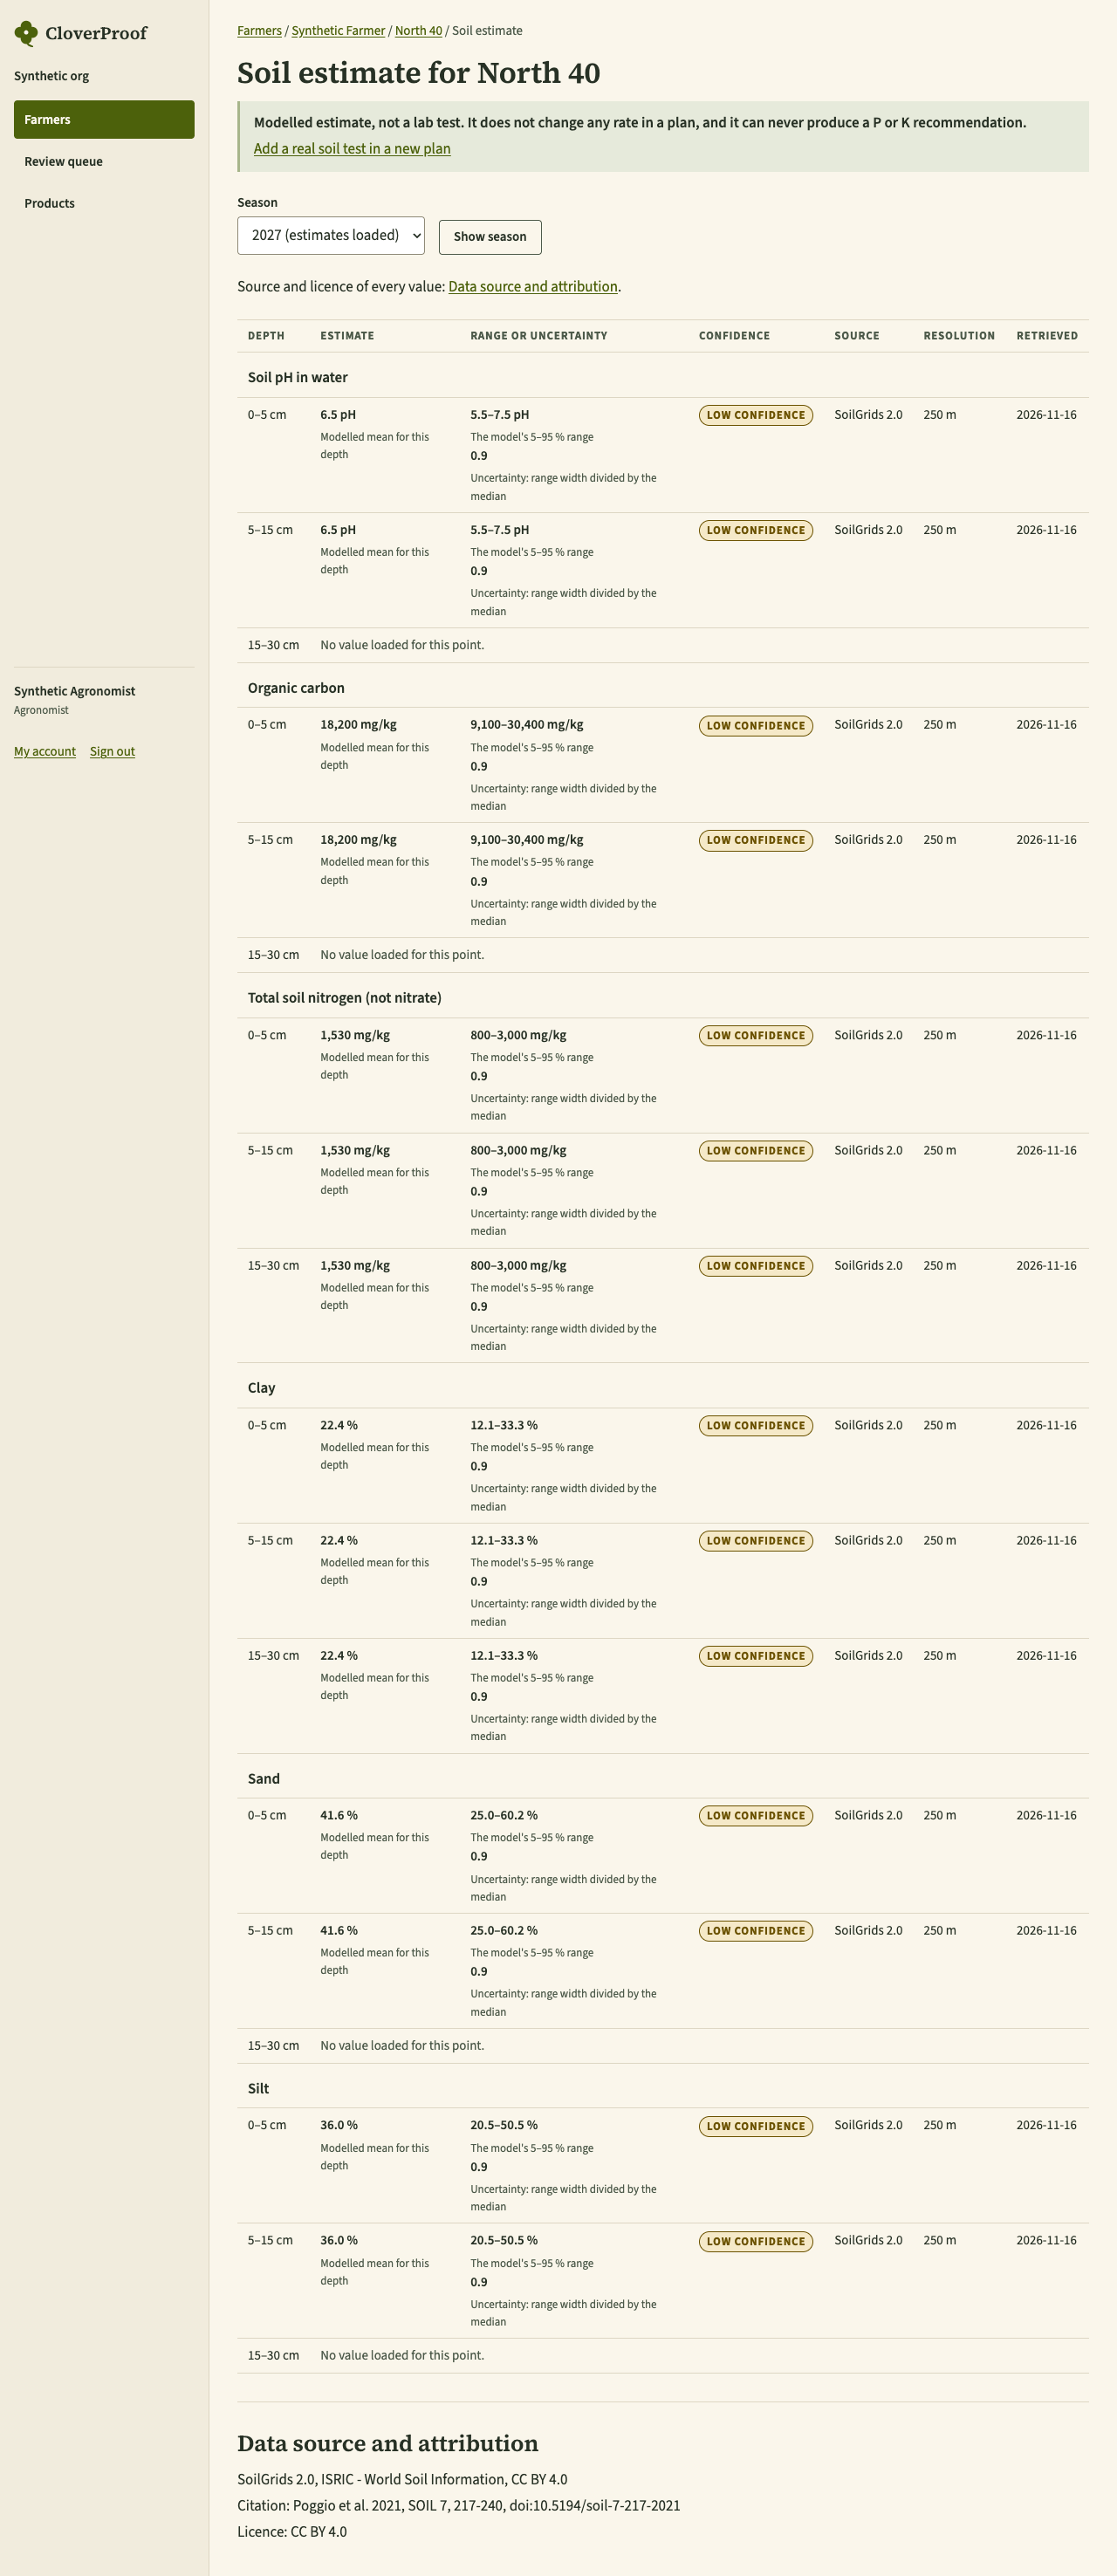 CloverProof
Synthetic org
Farmers
Review queue
Products
Synthetic Agronomist
Agronomist
My account Sign out
Farmers / Synthetic Farmer / North 40 / Soil estimate
Soil estimate for North 40
Modelled estimate, not a lab test. It does not change any rate in a plan, and it can never produce a P or K recommendation.
Add a real soil test in a new plan
Season
2027 (estimates loaded) Show season
Source and licence of every value: Data source and attribution.
DEPTH ESTIMATE RANGE OR UNCERTAINTY CONFIDENCE SOURCE RESOLUTION RETRIEVED
Soil pH in water
0–5 cm 6.5 pH 5.5–7.5 pH LOW CONFIDENCE SoilGrids 2.0 250 m 2026-11-16
Modelled mean for this The model's 5–95 % range
depth 0.9
Uncertainty: range width divided by the
median
5–15 cm 6.5 pH 5.5–7.5 pH LOW CONFIDENCE SoilGrids 2.0 250 m 2026-11-16
Modelled mean for this The model's 5–95 % range
depth 0.9
Uncertainty: range width divided by the
median
15–30 cm No value loaded for this point.
Organic carbon
0–5 cm 18,200 mg/kg 9,100–30,400 mg/kg LOW CONFIDENCE SoilGrids 2.0 250 m 2026-11-16
Modelled mean for this The model's 5–95 % range
depth 0.9
Uncertainty: range width divided by the
median
5–15 cm 18,200 mg/kg 9,100–30,400 mg/kg LOW CONFIDENCE SoilGrids 2.0 250 m 2026-11-16
Modelled mean for this The model's 5–95 % range
depth 0.9
Uncertainty: range width divided by the
median
15–30 cm No value loaded for this point.
Total soil nitrogen (not nitrate)
0–5 cm 1,530 mg/kg 800–3,000 mg/kg LOW CONFIDENCE SoilGrids 2.0 250 m 2026-11-16
Modelled mean for this The model's 5–95 % range
depth 0.9
Uncertainty: range width divided by the
median
5–15 cm 1,530 mg/kg 800–3,000 mg/kg LOW CONFIDENCE SoilGrids 2.0 250 m 2026-11-16
Modelled mean for this The model's 5–95 % range
depth 0.9
Uncertainty: range width divided by the
median
15–30 cm 1,530 mg/kg 800–3,000 mg/kg LOW CONFIDENCE SoilGrids 2.0 250 m 2026-11-16
Modelled mean for this The model's 5–95 % range
depth 0.9
Uncertainty: range width divided by the
median
Clay
0–5 cm 22.4 % 12.1–33.3 % LOW CONFIDENCE SoilGrids 2.0 250 m 2026-11-16
Modelled mean for this The model's 5–95 % range
depth 0.9
Uncertainty: range width divided by the
median
5–15 cm 22.4 % 12.1–33.3 % LOW CONFIDENCE SoilGrids 2.0 250 m 2026-11-16
Modelled mean for this The model's 5–95 % range
depth 0.9
Uncertainty: range width divided by the
median
15–30 cm 22.4 % 12.1–33.3 % LOW CONFIDENCE SoilGrids 2.0 250 m 2026-11-16
Modelled mean for this The model's 5–95 % range
depth 0.9
Uncertainty: range width divided by the
median
Sand
0–5 cm 41.6 % 25.0–60.2 % LOW CONFIDENCE SoilGrids 2.0 250 m 2026-11-16
Modelled mean for this The model's 5–95 % range
depth 0.9
Uncertainty: range width divided by the
median
5–15 cm 41.6 % 25.0–60.2 % LOW CONFIDENCE SoilGrids 2.0 250 m 2026-11-16
Modelled mean for this The model's 5–95 % range
depth 0.9
Uncertainty: range width divided by the
median
15–30 cm No value loaded for this point.
Silt
0–5 cm 36.0 % 20.5–50.5 % LOW CONFIDENCE SoilGrids 2.0 250 m 2026-11-16
Modelled mean for this The model's 5–95 % range
depth 0.9
Uncertainty: range width divided by the
median
5–15 cm 36.0 % 20.5–50.5 % LOW CONFIDENCE SoilGrids 2.0 250 m 2026-11-16
Modelled mean for this The model's 5–95 % range
depth 0.9
Uncertainty: range width divided by the
median
15–30 cm No value loaded for this point.
Data source and attribution
SoilGrids 2.0, ISRIC - World Soil Information, CC BY 4.0
Citation: Poggio et al. 2021, SOIL 7, 217-240, doi:10.5194/soil-7-217-2021
Licence: CC BY 4.0